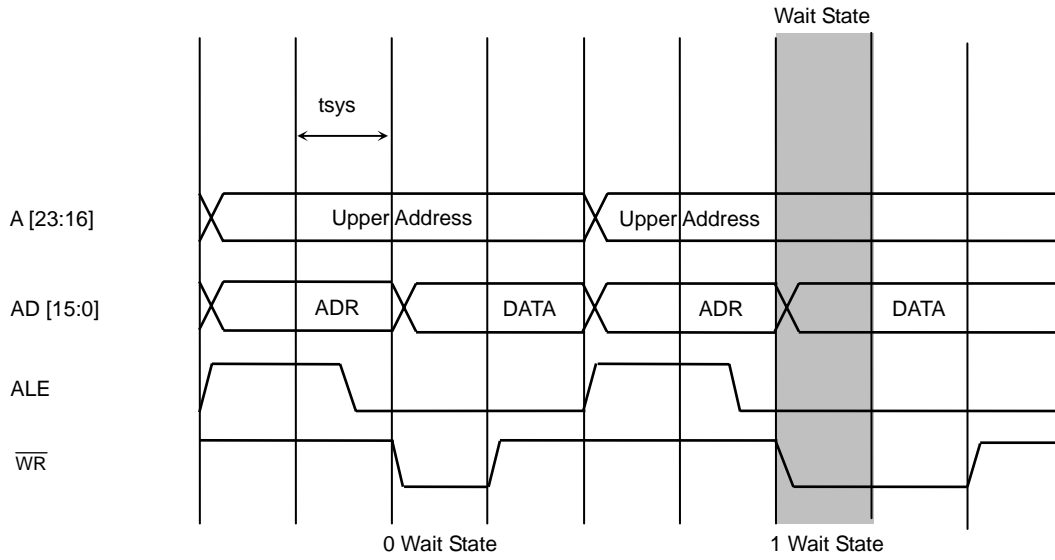 Wait State
tsys
A [23:16]
Upper Address
Upper Address
AD [15:0]
ADR
DATA
ADR
DATA
ALE
W̅R̅
0 Wait State
1 Wait State